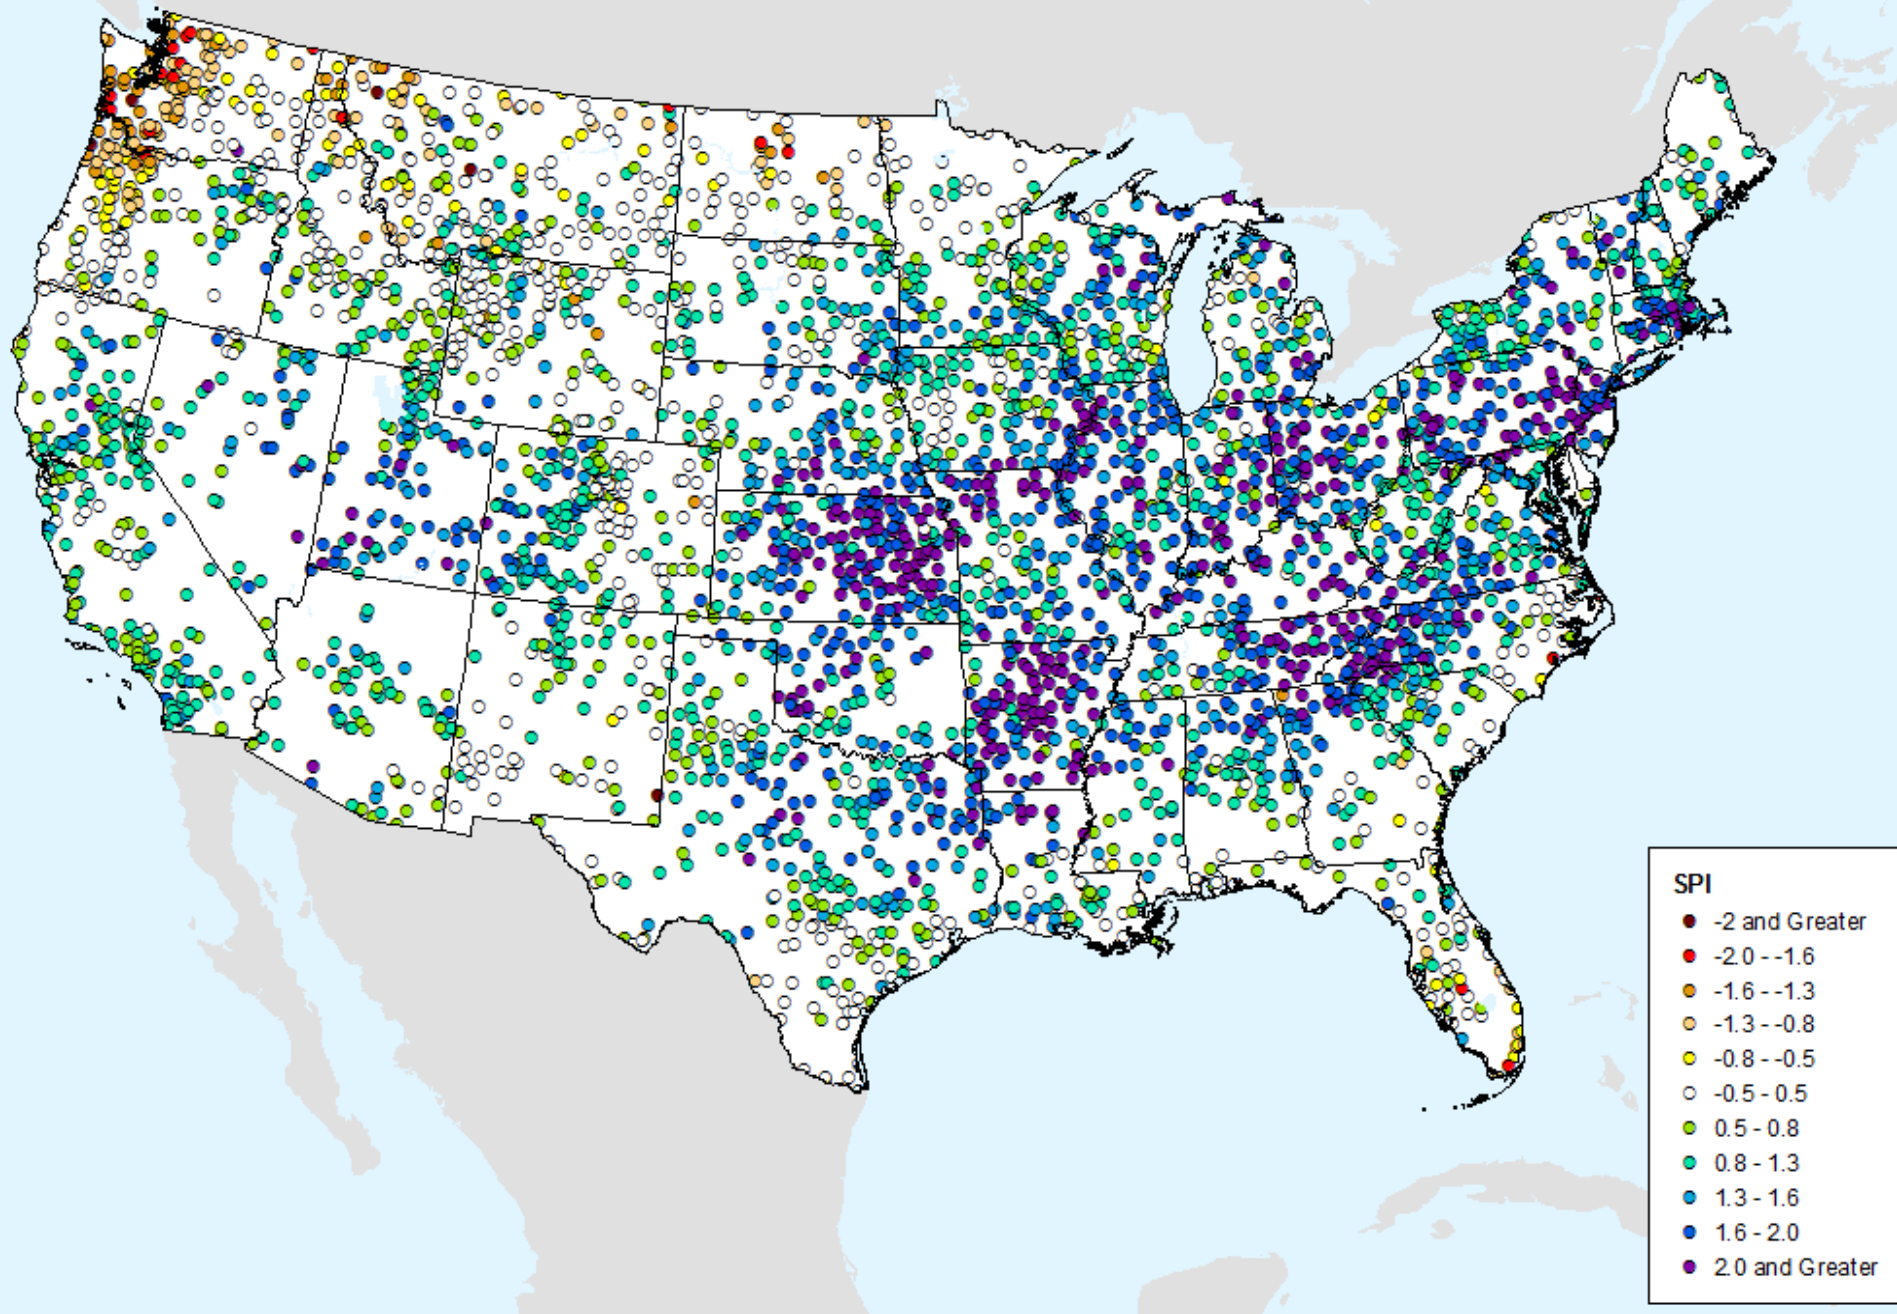 SPI
-2 and Greater
-2.0 - -1.6
-1.6 - -1.3
-1.3 - -0.8
-0.8 - -0.5
-0.5 - 0.5
0.5 - 0.8
0.8 - 1.3
1.3 - 1.6
1.6 - 2.0
2.0 and Greater